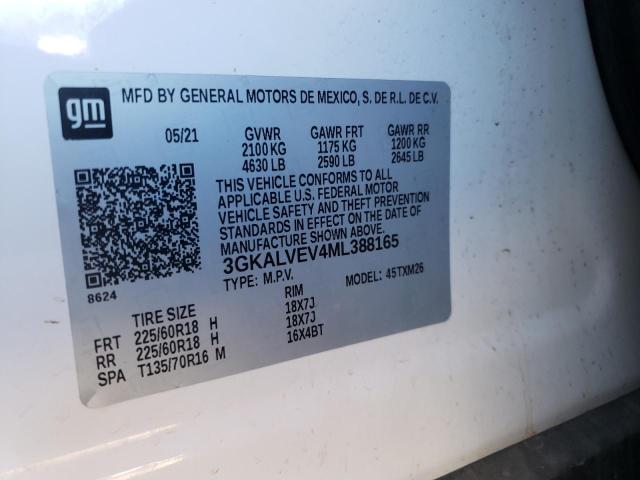 gm
MFD BY GENERAL MOTORS DE MEXICO, S. DE R.L. DE C.V.
05/21 GVWR GAWR FRT GAWR RR
2100 KG 1175 KG 1200 KG
4630 LB 2590 LB 2645 LB
THIS VEHICLE CONFORMS TO ALL
APPLICABLE U.S. FEDERAL MOTOR
VEHICLE SAFETY AND THEFT PREVENTION
STANDARDS IN EFFECT ON THE DATE OF
MANUFACTURE SHOWN ABOVE.
3GKALVEV4ML388165
8624 TYPE: M.P.V. MODEL: 45TXM26
TIRE SIZE RIM
FRT 225/60R18 H 18X7J
RR 225/60R18 H 18X7J
SPA T135/70R16 M 16X4BT